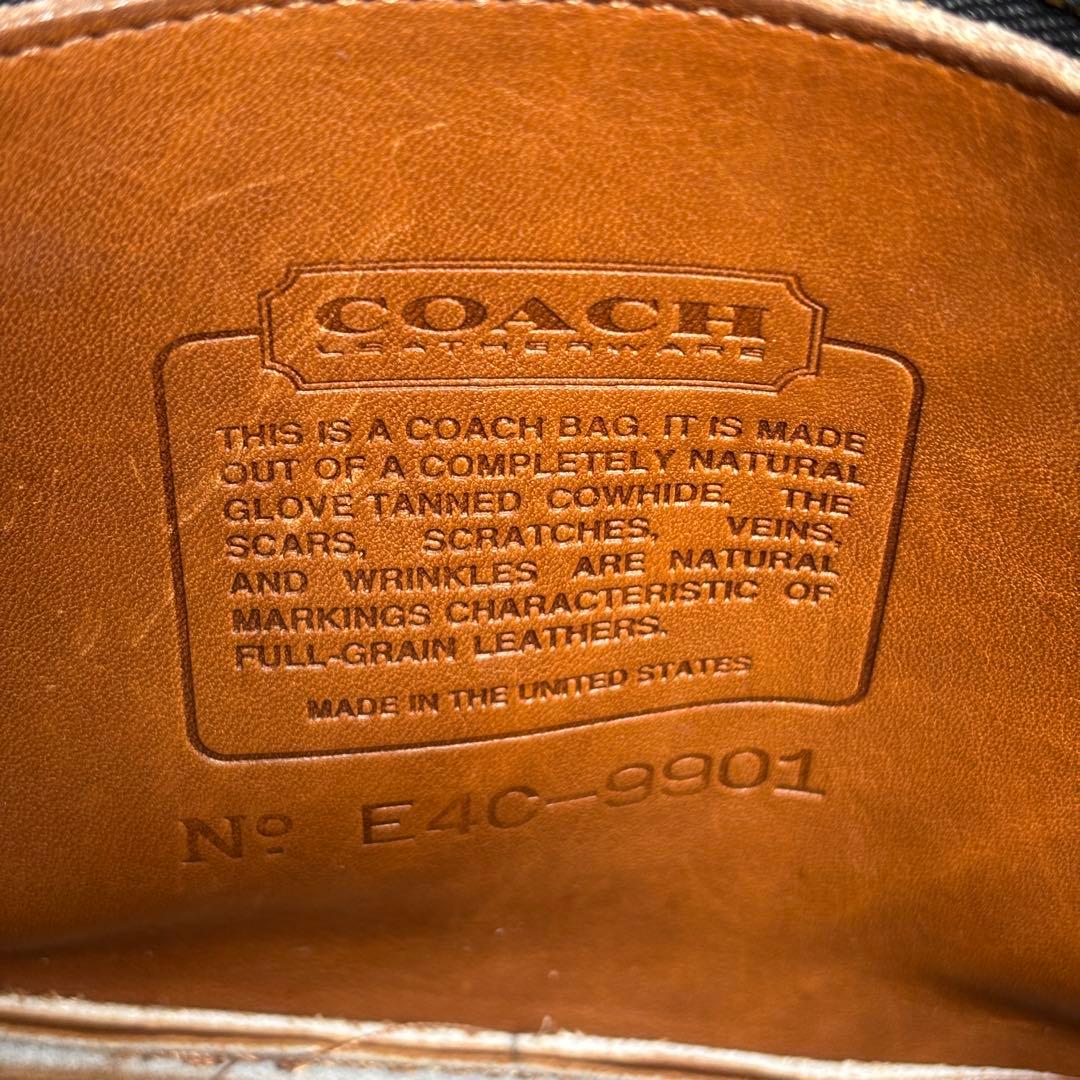 COACH
LEATHERWARE
THIS IS A COACH BAG. IT IS MADE
OUT OF A COMPLETELY NATURAL
GLOVE TANNED COWHIDE. THE
SCARS, SCRATCHES, VEINS,
AND WRINKLES ARE NATURAL
MARKINGS CHARACTERISTIC OF
FULL-GRAIN LEATHERS.
MADE IN THE UNITED STATES
Nº E4C-9901